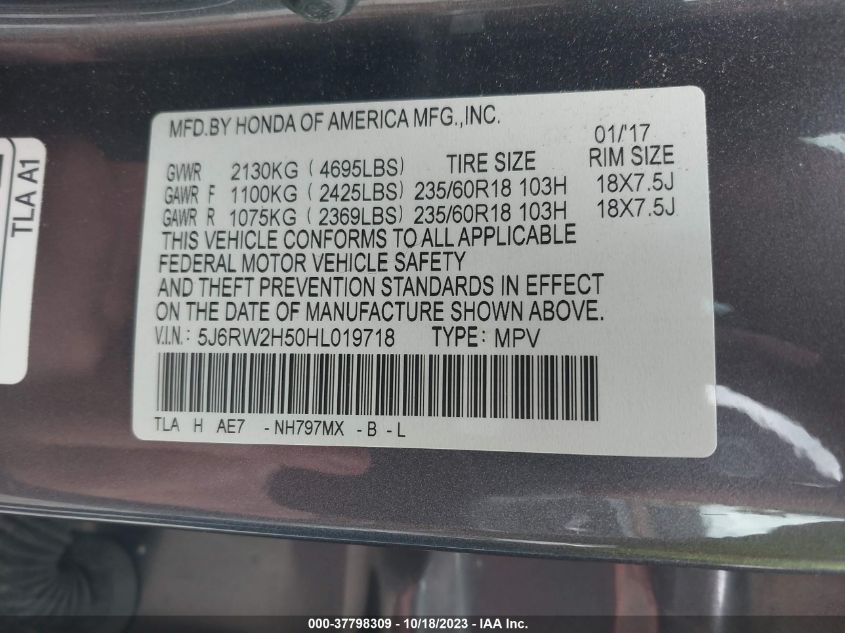 MFD.BY HONDA OF AMERICA MFG.,INC. 01/'17
GVWR 2130KG ( 4695LBS) TIRE SIZE RIM SIZE
GAWR F 1100KG ( 2425LBS) 235/60R18 103H 18X7.5J
GAWR R 1075KG ( 2369LBS) 235/60R18 103H 18X7.5J
THIS VEHICLE CONFORMS TO ALL APPLICABLE
FEDERAL MOTOR VEHICLE SAFETY
AND THEFT PREVENTION STANDARDS IN EFFECT
ON THE DATE OF MANUFACTURE SHOWN ABOVE.
V.I.N.: 5J6RW2H50HL019718 TYPE: MPV
TLA H AE7 -NH797MX -B -L
TLA A1
000-37798309 - 10/18/2023 - IAA Inc.